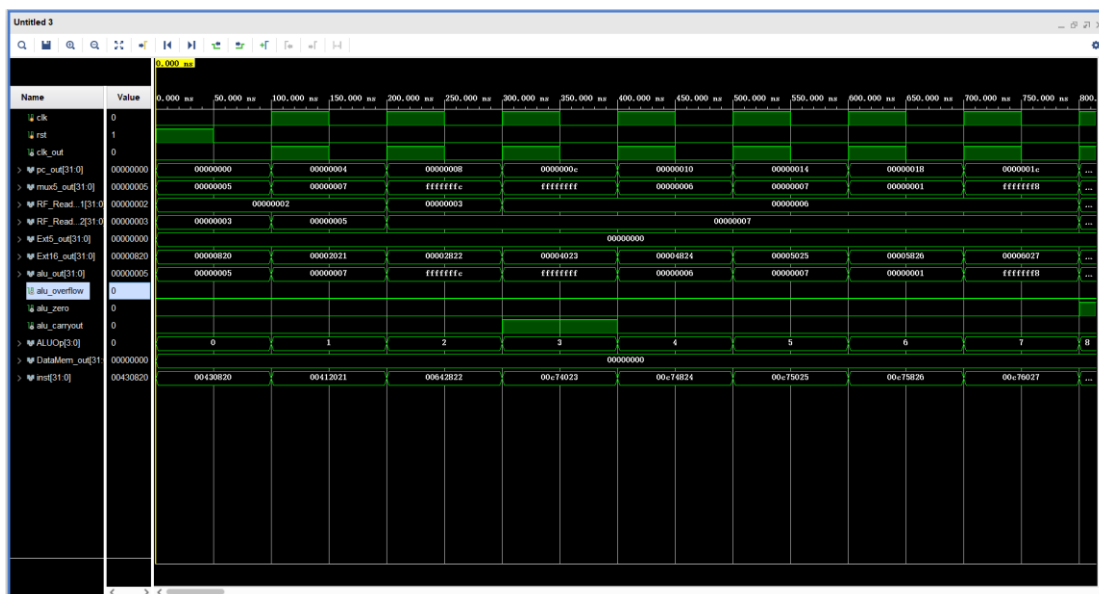 Untitled 3
0.000 ns
Name Value 0.000 ns 50.000 ns 100.000 ns 150.000 ns 200.000 ns 250.000 ns 300.000 ns 350.000 ns 400.000 ns 450.000 ns 500.000 ns 550.000 ns 600.000 ns 650.000 ns 700.000 ns 750.000 ns 800.
clk 0
rst 1
clk_out 0
> pc_out[31:0] 00000000 00000000 00000004 00000008 0000000c 00000010 00000014 00000018 0000001c ...
> mux5_out[31:0] 00000005 00000005 00000007 fffffffc ffffffff 00000006 00000007 00000001 fffffff8 ...
> RF_Read...1[31:0 00000002 00000002 00000003 00000006 ...
> RF_Read...2[31:0 00000003 00000003 00000005 00000007 ...
> Ext5_out[31:0] 00000000 00000000
> Ext16_out[31:0] 00000820 00000820 00002021 00002822 00004023 00004824 00005025 00005826 00006027 ...
> alu_out[31:0] 00000005 00000005 00000007 fffffffc ffffffff 00000006 00000007 00000001 fffffff8 ...
alu_overflow 0
alu_zero 0
alu_carryout 0
> ALUOp[3:0] 0 0 1 2 3 4 5 6 7 8
> DataMem_out[31: 00000000 00000000
> inst[31:0] 00430820 00430820 00412021 00642822 00c74023 00c74824 00c75025 00c75826 00c76027 ...